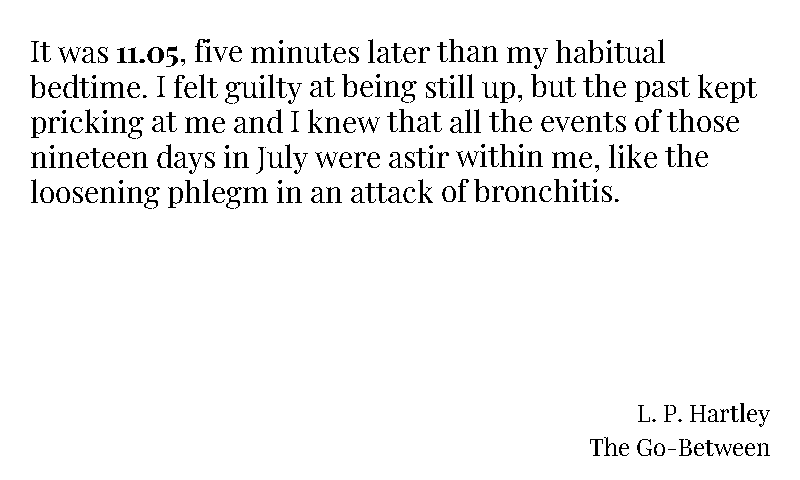 It was 11.05, five minutes later than my habitual
bedtime. I felt guilty at being still up, but the past kept
pricking at me and I knew that all the events of those
nineteen days in July were astir within me, like the
loosening phlegm in an attack of bronchitis.
L. P. Hartley
The Go-Between